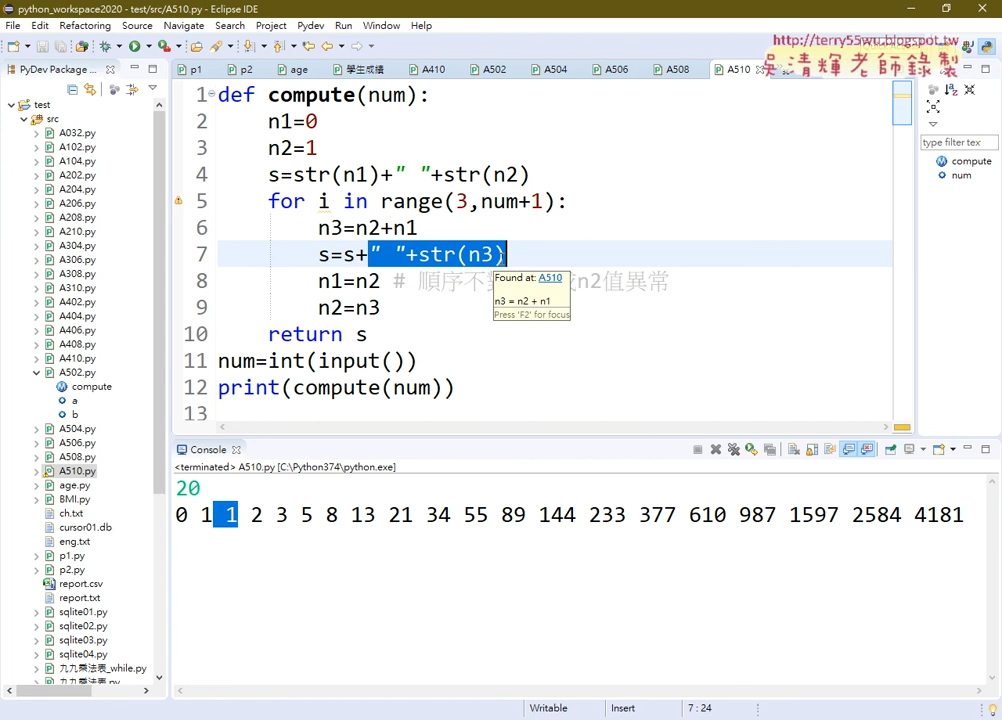 python_workspace2020 - test/src/A510.py - Eclipse IDE
File Edit Refactoring Source Navigate Search Project Pydev Run Window Help
http://terry55wu.blogspot.tw
吳清輝老師錄製
PyDev Package ...
p1 p2 age 學生成績 A410 A502 A504 A506 A508 A510
test
src
A032.py
A102.py
A104.py
A202.py
A204.py
A206.py
A208.py
A210.py
A304.py
A306.py
A308.py
A310.py
A402.py
A404.py
A406.py
A408.py
A410.py
A502.py
compute
a
b
A504.py
A506.py
A508.py
A510.py
age.py
BMI.py
ch.txt
cursor01.db
eng.txt
p1.py
p2.py
report.csv
report.txt
sqlite01.py
sqlite02.py
sqlite03.py
sqlite04.py
九九乘法表_while.py
九九乘法表.py
1 def compute(num):
2 n1=0
3 n2=1
4 s=str(n1)+" "+str(n2)
5 for i in range(3,num+1):
6 n3=n2+n1
7 s=s+" "+str(n3)
8 n1=n2 # 順序不 n2值異常
9 n2=n3
10 return s
11 num=int(input())
12 print(compute(num))
13
Found at: A510
n3 = n2 + n1
Press 'F2' for focus
type filter tex
compute
num
Console
<terminated> A510.py [C:\Python374\python.exe]
20
0 1 1 2 3 5 8 13 21 34 55 89 144 233 377 610 987 1597 2584 4181
Writable Insert 7 : 24